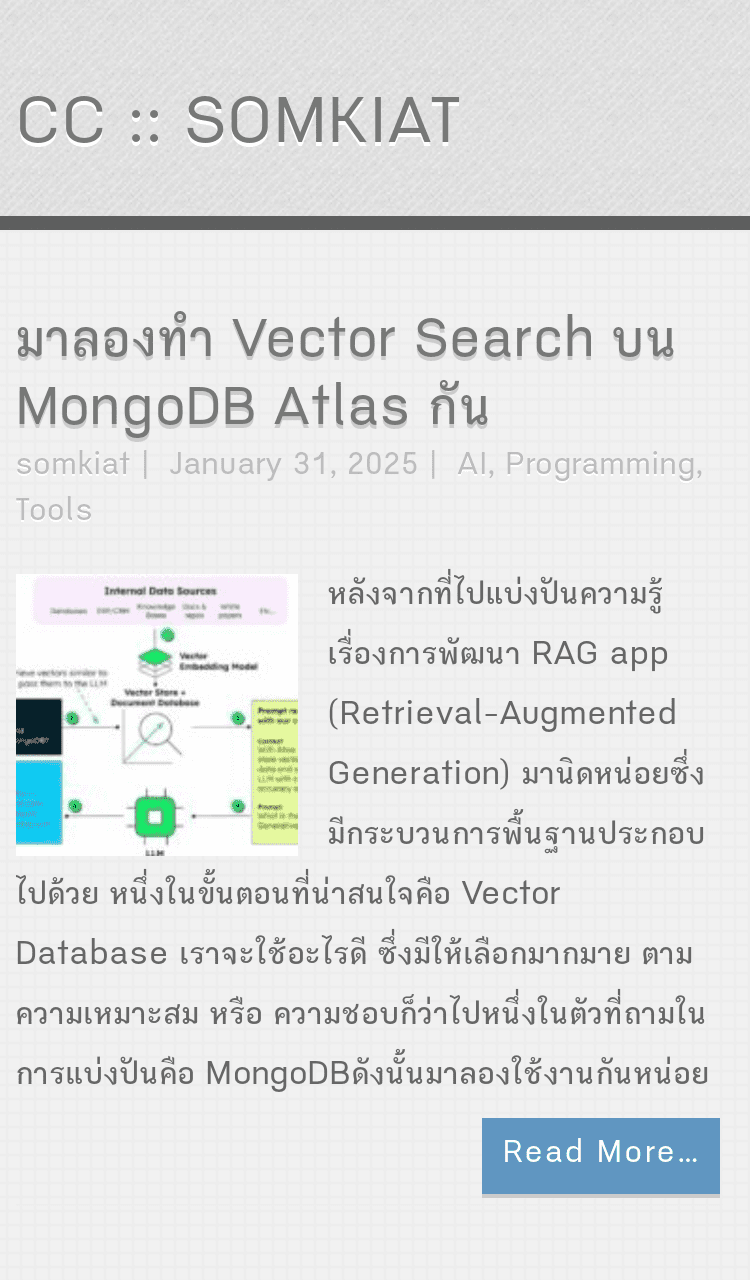 CC :: SOMKIAT
มาลองทำ Vector Search บน
MongoDB Atlas กัน
somkiat | January 31, 2025 | AI, Programming,
Tools
Internal Data Sources
Databases
Knowledge
Bases
Docs &
White
papers
Etc...
Vector
Embedding Model
Vector Store +
Document Database
pass them to the LLM
LLM
หลังจากที่ไปแบ่งปันความรู้
เรื่องการพัฒนา RAG app
(Retrieval-Augmented
Generation) มานิดหน่อยซึ่ง
มีกระบวนการพื้นฐานประกอบ
ไปด้วย หนึ่งในขั้นตอนที่น่าสนใจคือ Vector
Database เราจะใช้อะไรดี ซึ่งมีให้เลือกมากมาย ตาม
ความเหมาะสม หรือ ความชอบก็ว่าไปหนึ่งในตัวที่ถามใน
การแบ่งปันคือ MongoDBดังนั้นมาลองใช้งานกันหน่อย
Read More…